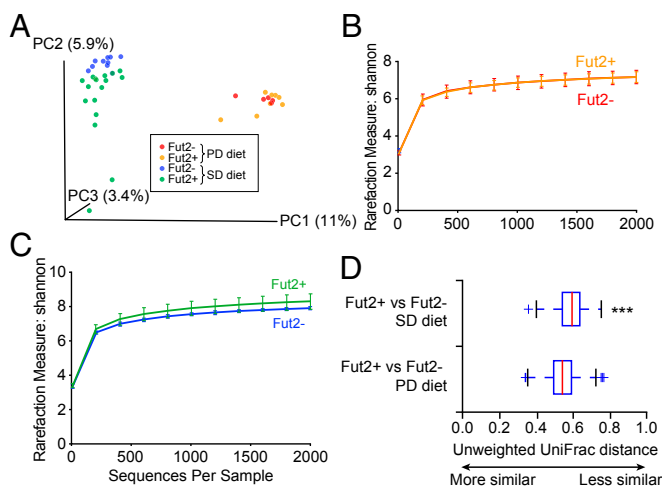 A
PC2 (5.9%)
Fut2-
Fut2+
PD diet
Fut2-
Fut2+
SD diet
PC3 (3.4%)
PC1 (11%)
B
Rarefaction Measure: shannon
8
6
4
2
0
Fut2+
Fut2-
0
500
1000
1500
2000
C
Rarefaction Measure: shannon
10
8
6
4
2
0
Fut2+
Fut2-
0
500
1000
1500
2000
Sequences Per Sample
D
Fut2+ vs Fut2-
SD diet
***
Fut2+ vs Fut2-
PD diet
0.0 0.2 0.4 0.6 0.8 1.0
Unweighted UniFrac distance
More similar Less similar